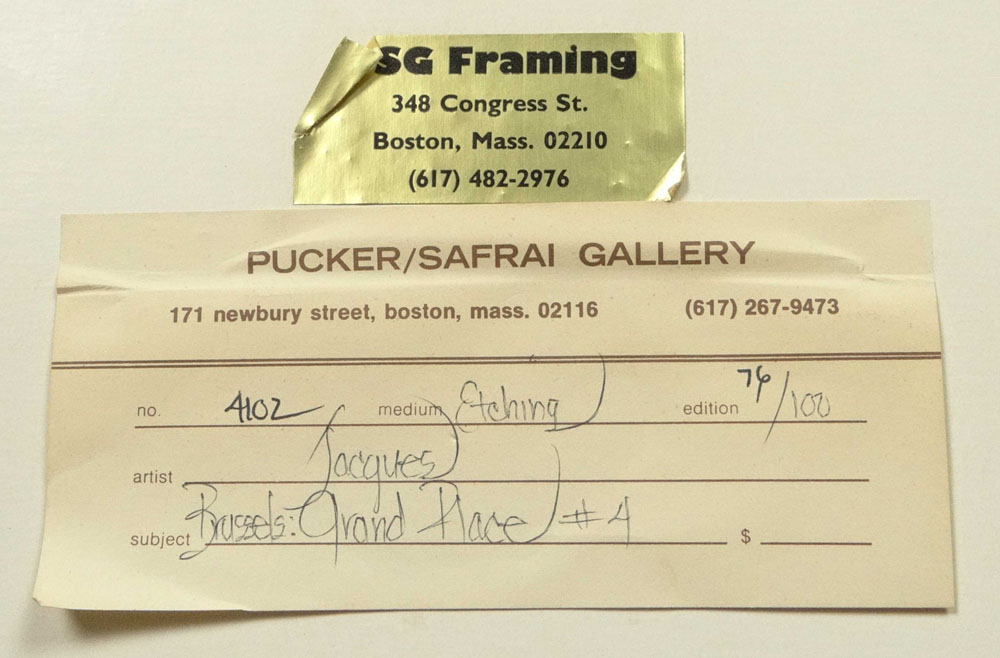 SG Framing
348 Congress St.
Boston, Mass. 02210
(617) 482-2976
PUCKER/SAFRAI GALLERY
171 newbury street, boston, mass. 02116 (617) 267-9473
no. 4102 medium Etching edition 76/100
artist Jacques
subject Brussels: Grand Place #4 $